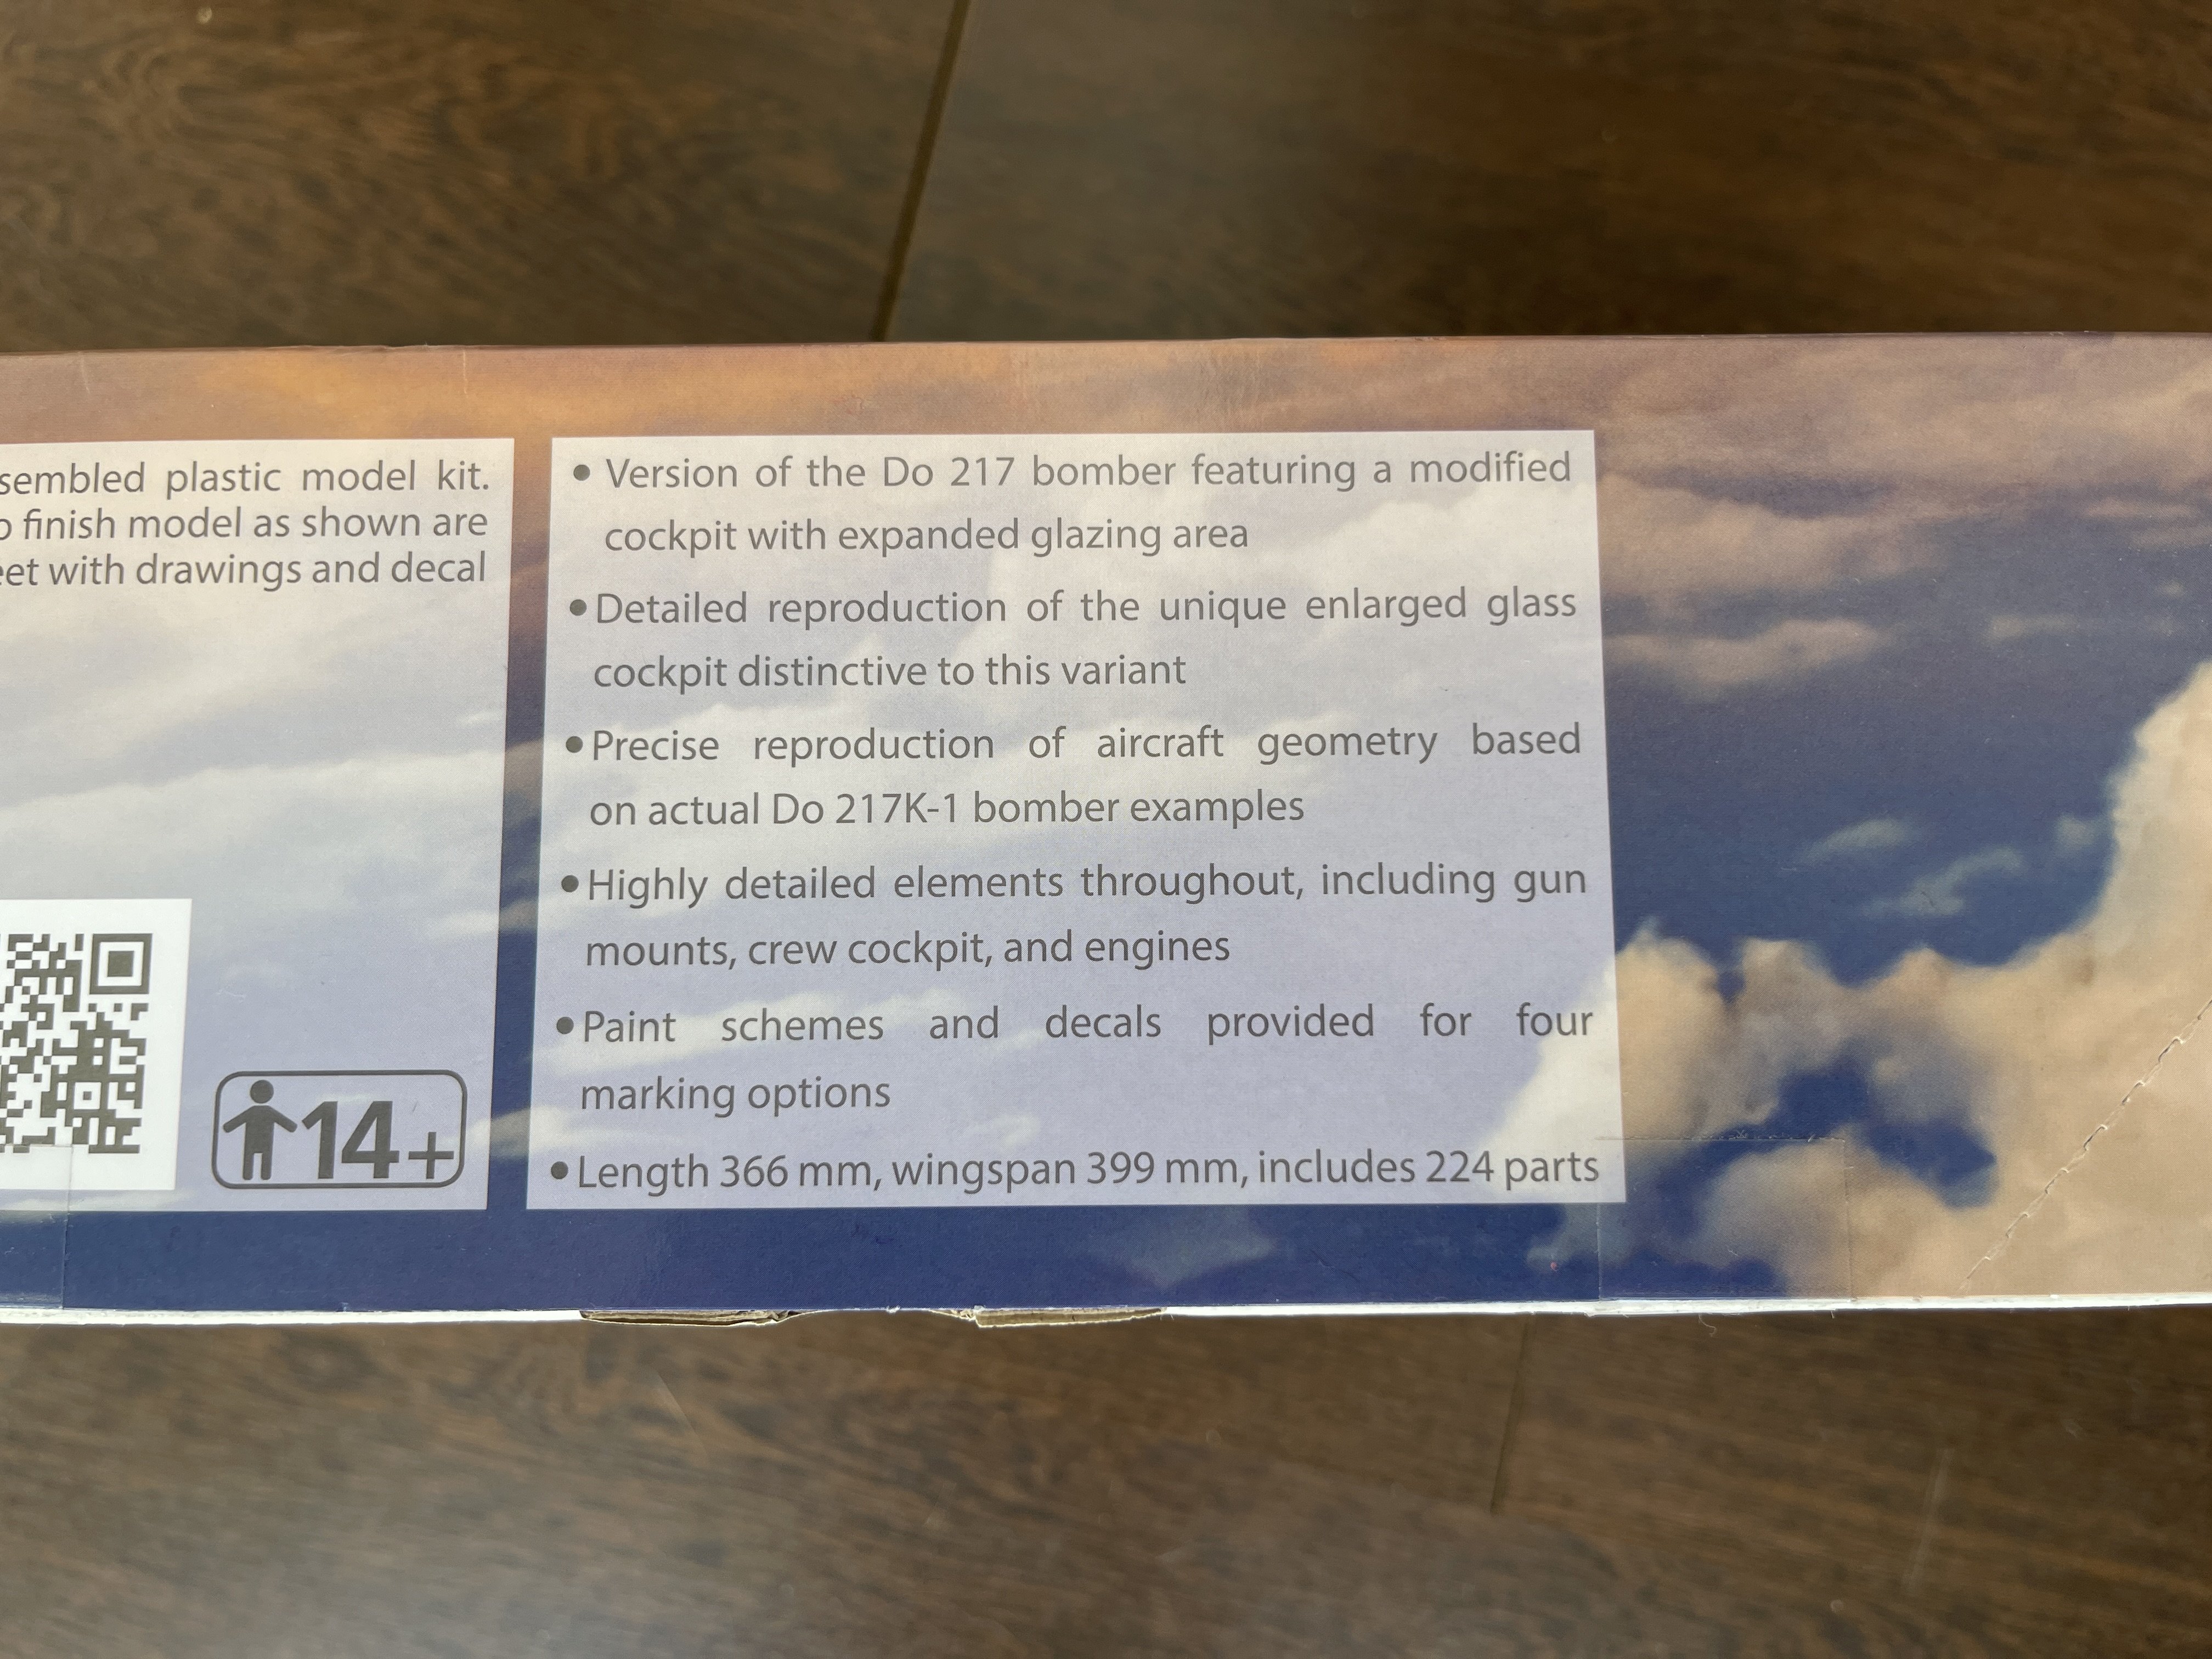 sembled plastic model kit.
finish model as shown are
with drawings and decal
14+
• Version of the Do 217 bomber featuring a modified
cockpit with expanded glazing area
• Detailed reproduction of the unique enlarged glass
cockpit distinctive to this variant
• Precise reproduction of aircraft geometry based
on actual Do 217K-1 bomber examples
• Highly detailed elements throughout, including gun
mounts, crew cockpit, and engines
• Paint schemes and decals provided for four
marking options
• Length 366 mm, wingspan 399 mm, includes 224 parts